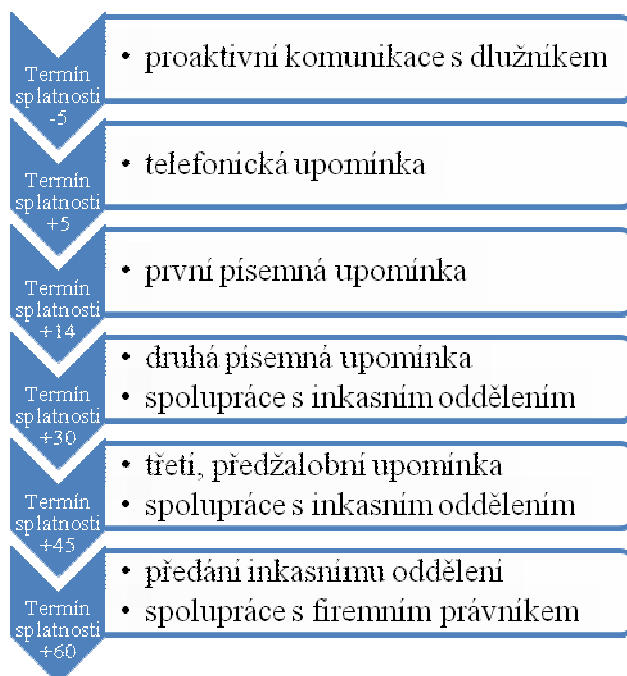 Termín
splatnosti
-5
• proaktivní komunikace s dlužníkem
Termín
splatnosti
+5
• telefonická upomínka
Termín
splatnosti
+14
• první písemná upomínka
Termín
splatnosti
+30
• druhá písemná upomínka
• spolupráce s inkasním oddělením
Termín
splatnosti
+45
• třetí, předžalobní upomínka
• spolupráce s inkasním oddělením
Termín
splatnosti
+60
• předání inkasnímu oddělení
• spolupráce s firemním právníkem